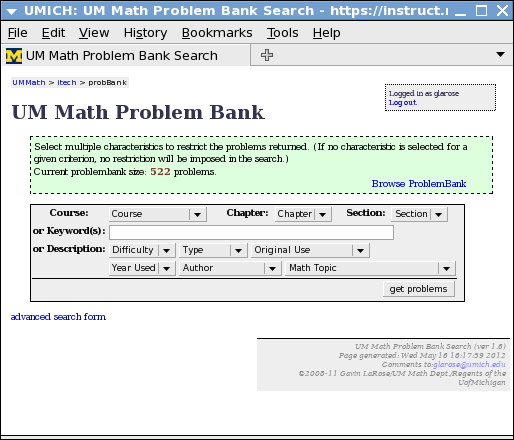 UMICH: UM Math Problem Bank Search - https://instruct.
File Edit View History Bookmarks Tools Help
UM Math Problem Bank Search
UMMath > itech > probBank
Logged in as glarose
Log out.
UM Math Problem Bank
Select multiple characteristics to restrict the problems returned. (If no characteristic is selected for a
given criterion, no restriction will be imposed in the search.)
Current problembank size: 522 problems.
Browse ProblemBank
Course: Course Chapter: Chapter Section: Section
or Keyword(s):
or Description: Difficulty Type Original Use
Year Used Author Math Topic
get problems
advanced search form
UM Math Problem Bank Search (ver 1.6)
Page generated: Wed May 16 16:17:59 2012
Comments to:glarose@umich.edu
©2008-11 Gavin LaRose/UM Math Dept./Regents of the
UofMichigan